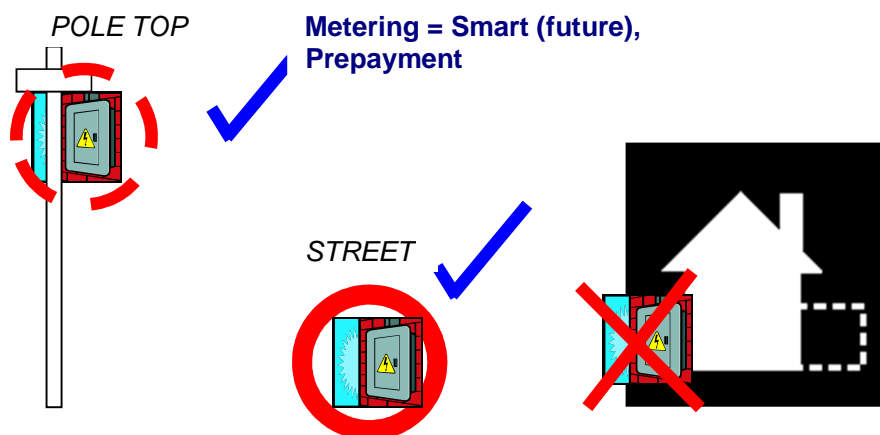 POLE TOP
Metering = Smart (future),
Prepayment
STREET